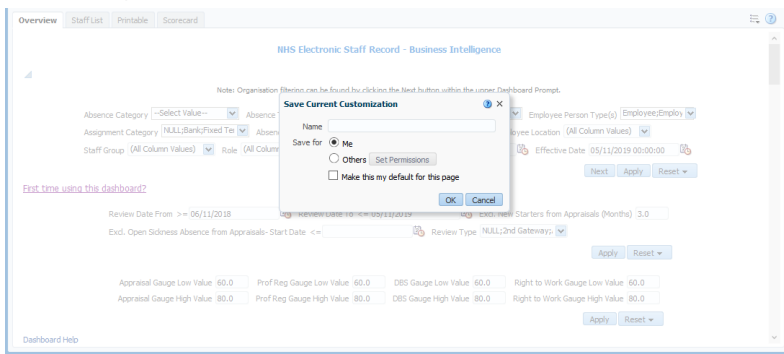 Overview Staff List Printable Scorecard
NHS Electronic Staff Record - Business Intelligence
Note: Organisation filtering can be found by clicking the Next button within the upper Dashboard Prompt.
Save Current Customization
Absence Category --Select Value-- Absence Employee Person Type(s) Employee;Employ
Name
Assignment Category NULL;Bank;Fixed Ter Location (All Column Values)
Save for Me
Staff Group (All Column Values) Role (All Column Effective Date 05/11/2019 00:00:00
Others Set Permissions
Make this my default for this page
Next Apply Reset
OK Cancel
First time using this dashboard?
Review Date From >= 06/11/2018 Review Date To <= 05/11/2019 Excl. New Starters from Appraisals (Months) 3.0
Excl. Open Sickness Absence from Appraisals- Start Date <= Review Type NULL;2nd Gateway;.
Apply Reset
Appraisal Gauge Low Value 60.0 Prof Reg Gauge Low Value 60.0 DBS Gauge Low Value 60.0 Right to Work Gauge Low Value 60.0
Appraisal Gauge High Value 80.0 Prof Reg Gauge High Value 80.0 DBS Gauge High Value 80.0 Right to Work Gauge High Value 80.0
Apply Reset
Dashboard Help